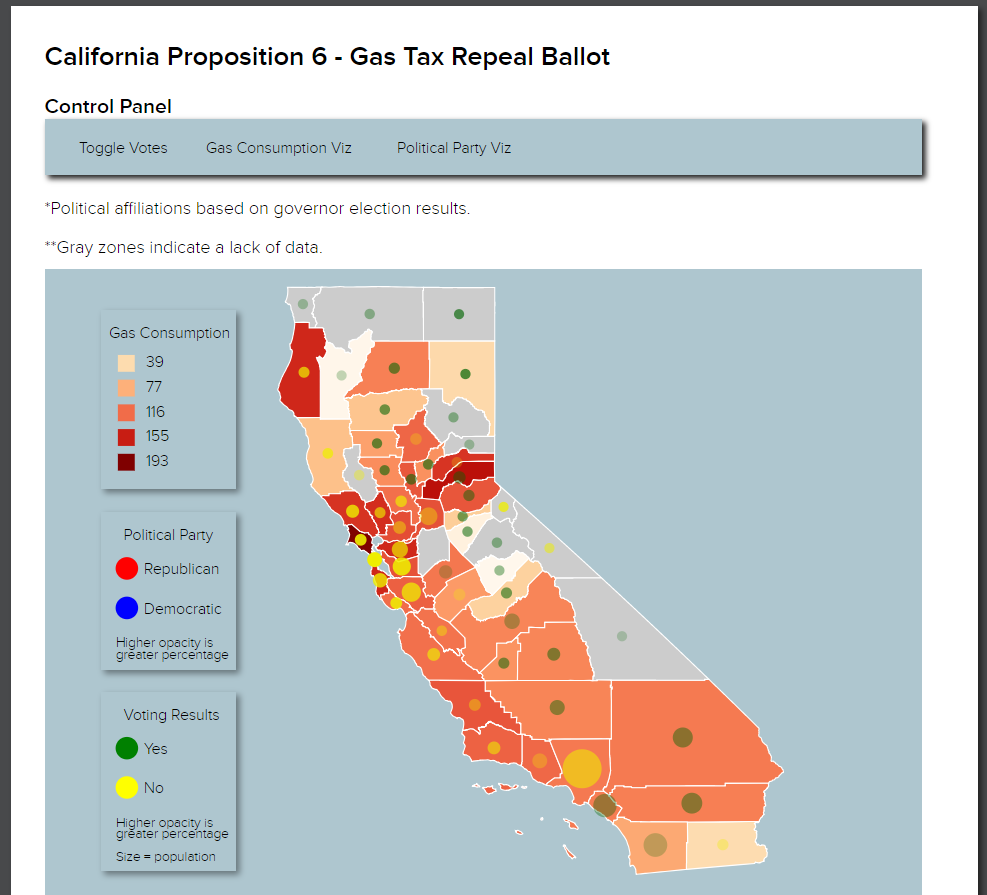 California Proposition 6 - Gas Tax Repeal Ballot
Control Panel
Toggle Votes Gas Consumption Viz Political Party Viz
*Political affiliations based on governor election results.
**Gray zones indicate a lack of data.
Gas Consumption
39
77
116
155
193
Political Party
Republican
Democratic
Higher opacity is
greater percentage
Voting Results
Yes
No
Higher opacity is
greater percentage
Size = population